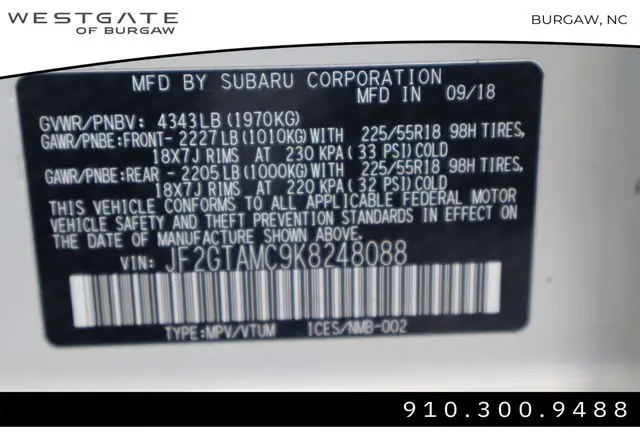 WESTGATE
OF BURGAW
BURGAW, NC
MFD BY SUBARU CORPORATION
MFD IN 09/18
GVWR/PNBV: 4343LB(1970KG)
GAWR/PNBE:FRONT- 2227LB(1010KG)WITH 225/55R18 98H TIRES,
18X7J RIMS AT 230 KPA( 33 PSI)COLD
GAWR/PNBE:REAR - 2205LB(1000KG)WITH 225/55R18 98H TIRES,
18X7J RIMS AT 220 KPA( 32 PSI)COLD
THIS VEHICLE CONFORMS TO ALL APPLICABLE FEDERAL MOTOR
VEHICLE SAFETY AND THEFT PREVENTION STANDARDS IN EFFECT ON
THE DATE OF MANUFACTURE SHOWN ABOVE.
VIN: JF2GTAMC9K8248088
TYPE:MPV/VTUM ICES/NMB-002
910.300.9488